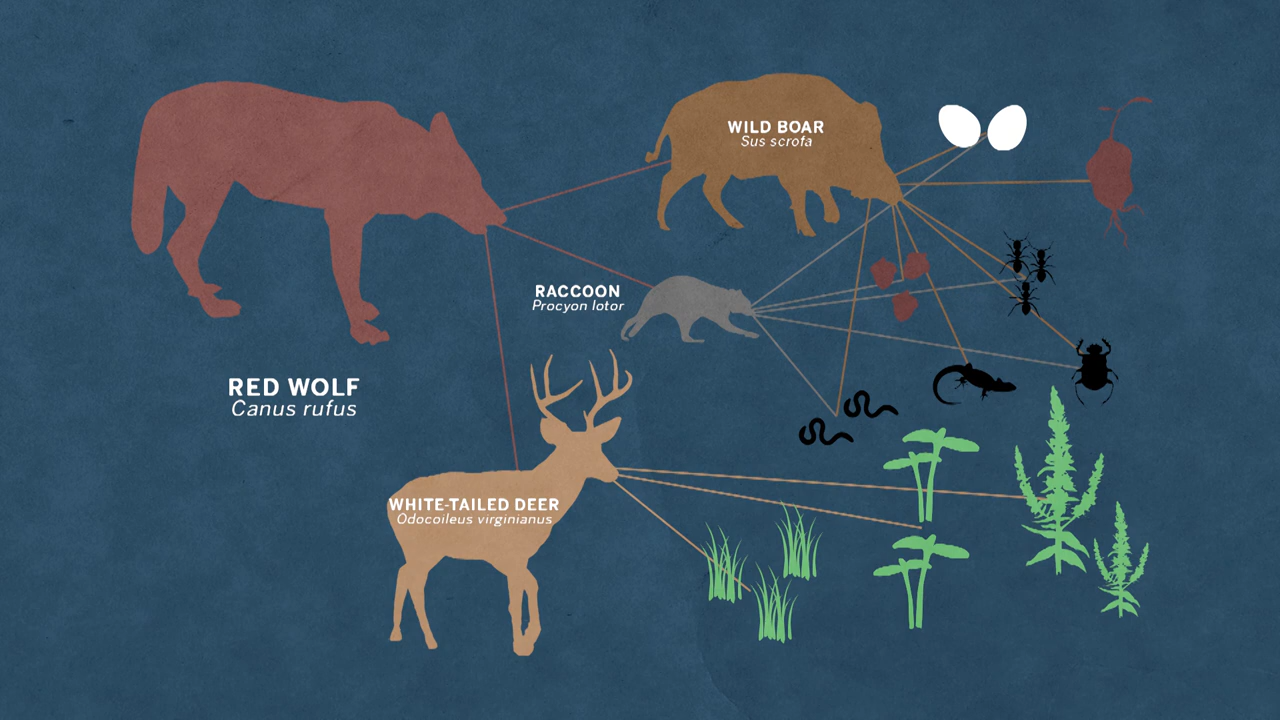 WILD BOAR
Sus scrofa
RACCOON
Procyon lotor
RED WOLF
Canus rufus
WHITE-TAILED DEER
Odocoileus virginianus